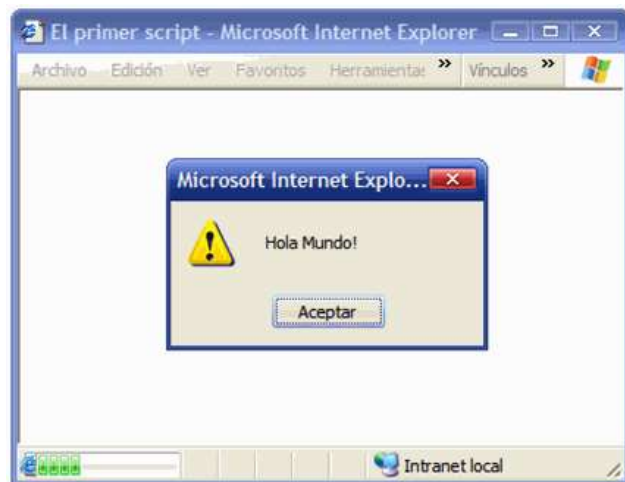 El primer script - Microsoft Internet Explorer
Archivo Edición Ver Favoritos Herramientas » Vínculos »
Microsoft Internet Explo...
Hola Mundo!
Aceptar
Intranet local